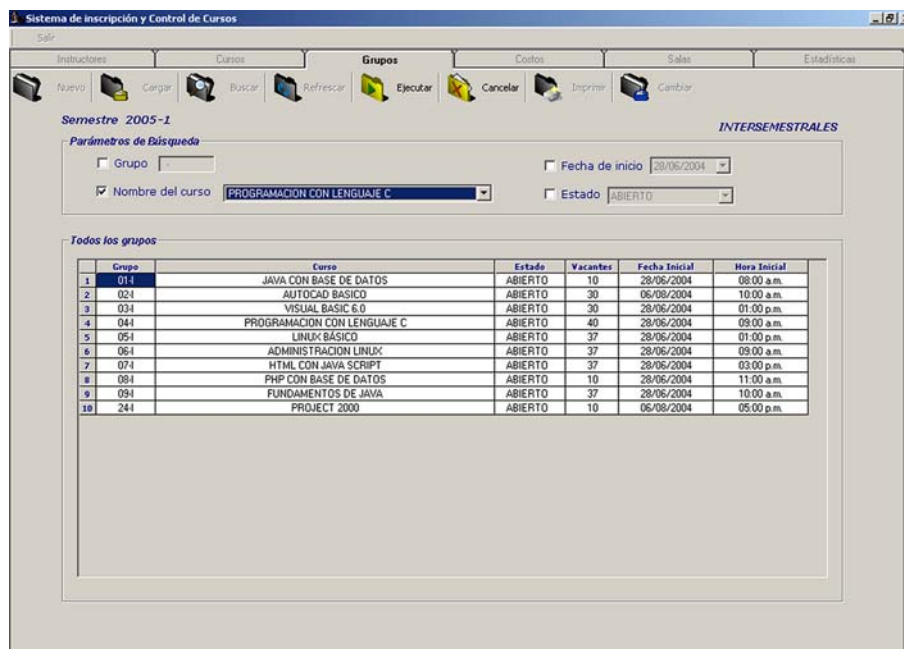 Sistema de inscripción y Control de Cursos
Salir
Instructores Cursos Grupos Costos Salas Estadísticas
Nuevo Cargar Buscar Refrescar Ejecutar Cancelar Imprimir Cambiar
Semestre 2005-1
INTERSEMESTRALES
Parámetros de Búsqueda
Grupo - Fecha de inicio 28/06/2004
Nombre del curso PROGRAMACION CON LENGUAJE C Estado ABIERTO
Todos los grupos
Grupo Curso Estado Vacantes Fecha Inicial Hora Inicial
1 01-I JAVA CON BASE DE DATOS ABIERTO 10 28/06/2004 08:00 a.m.
2 02-I AUTOCAD BASICO ABIERTO 30 06/08/2004 10:00 a.m.
3 03-I VISUAL BASIC 6.0 ABIERTO 30 28/06/2004 01:00 p.m.
4 04-I PROGRAMACION CON LENGUAJE C ABIERTO 40 28/06/2004 09:00 a.m.
5 05-I LINUX BÁSICO ABIERTO 37 28/06/2004 01:00 p.m.
6 06-I ADMINISTRACION LINUX ABIERTO 37 28/06/2004 09:00 a.m.
7 07-I HTML CON JAVA SCRIPT ABIERTO 37 28/06/2004 03:00 p.m.
8 08-I PHP CON BASE DE DATOS ABIERTO 10 28/06/2004 11:00 a.m.
9 09-I FUNDAMENTOS DE JAVA ABIERTO 37 28/06/2004 10:00 a.m.
10 24-I PROJECT 2000 ABIERTO 10 06/08/2004 05:00 p.m.